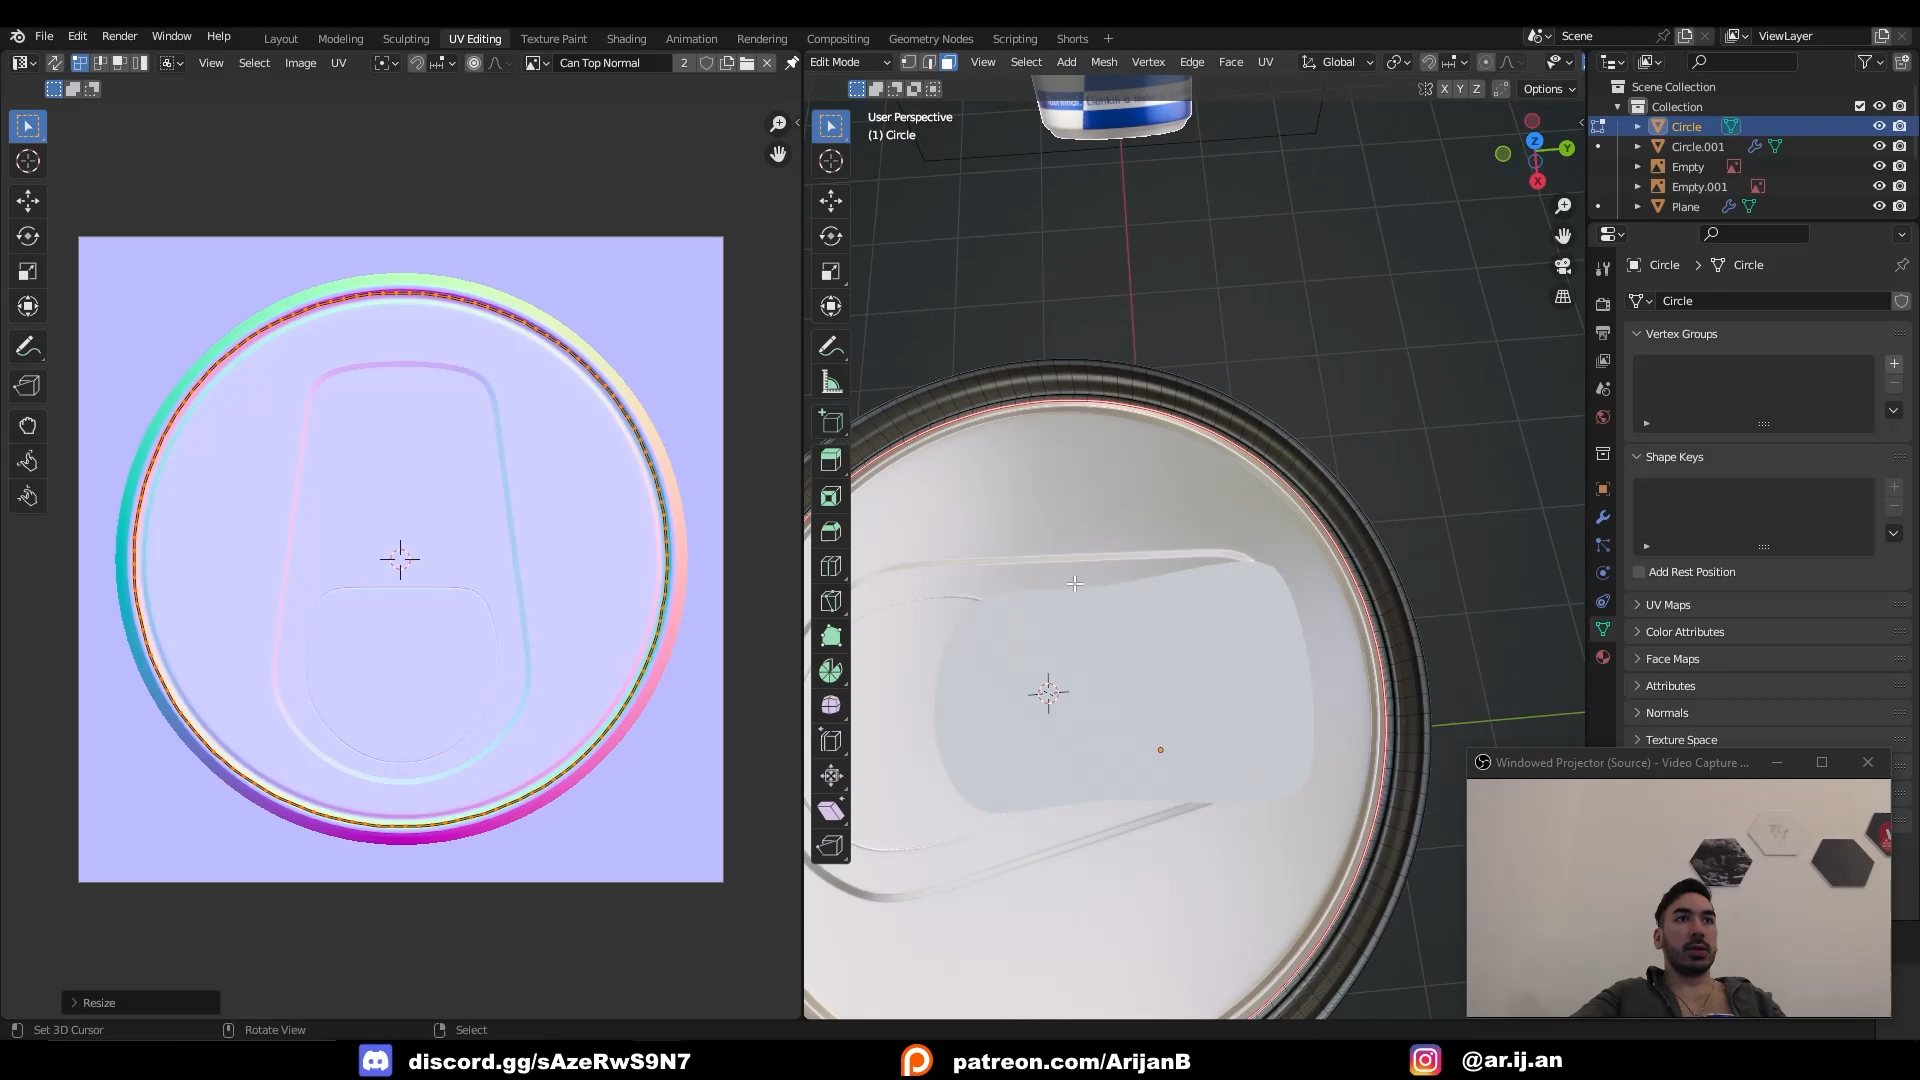 File Edit Render Window Help
Layout Modeling Sculpting UV Editing Texture Paint Shading Animation Rendering Compositing Geometry Nodes Scripting Shorts +
Scene
ViewLayer
View Select Image UV
Can Top Normal 2
Edit Mode
View Select Add Mesh Vertex Edge Face UV
Global
X Y Z
Options
User Perspective
(1) Circle
Z
Y
X
Scene Collection
Collection
Circle
Circle.001
Empty
Empty.001
Plane
Circle > Circle
Circle
Vertex Groups
Shape Keys
Add Rest Position
UV Maps
Color Attributes
Face Maps
Attributes
Normals
Texture Space
Windowed Projector (Source) - Video Capture ...
Resize
Set 3D Cursor
Rotate View
Select
discord.gg/sAzeRwS9N7
patreon.com/ArijanB
@ar.ij.an